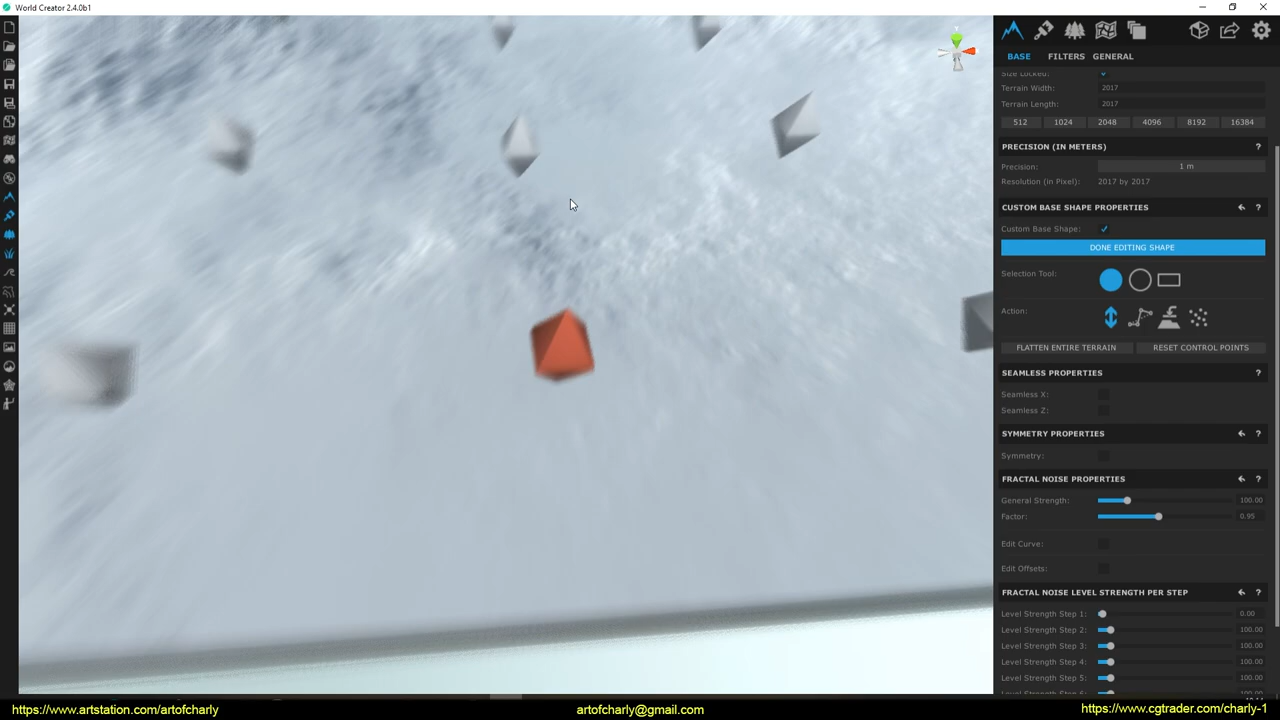 World Creator 2.4.0b1
BASE FILTERS GENERAL
Size Locked:
Terrain Width: 2017
Terrain Length: 2017
512 1024 2048 4096 8192 16384
PRECISION (IN METERS) ?
Precision: 1 m
Resolution (in Pixel): 2017 by 2017
CUSTOM BASE SHAPE PROPERTIES ?
Custom Base Shape:
DONE EDITING SHAPE
Selection Tool:
Action:
FLATTEN ENTIRE TERRAIN RESET CONTROL POINTS
SEAMLESS PROPERTIES ?
Seamless X:
Seamless Z:
SYMMETRY PROPERTIES ?
Symmetry:
FRACTAL NOISE PROPERTIES ?
General Strength: 100.00
Factor: 0.95
Edit Curve:
Edit Offsets:
FRACTAL NOISE LEVEL STRENGTH PER STEP ?
Level Strength Step 1: 0.00
Level Strength Step 2: 100.00
Level Strength Step 3: 100.00
Level Strength Step 4: 100.00
Level Strength Step 5: 100.00
https://www.artstation.com/artofcharly artofcharly@gmail.com https://www.cgtrader.com/charly-1